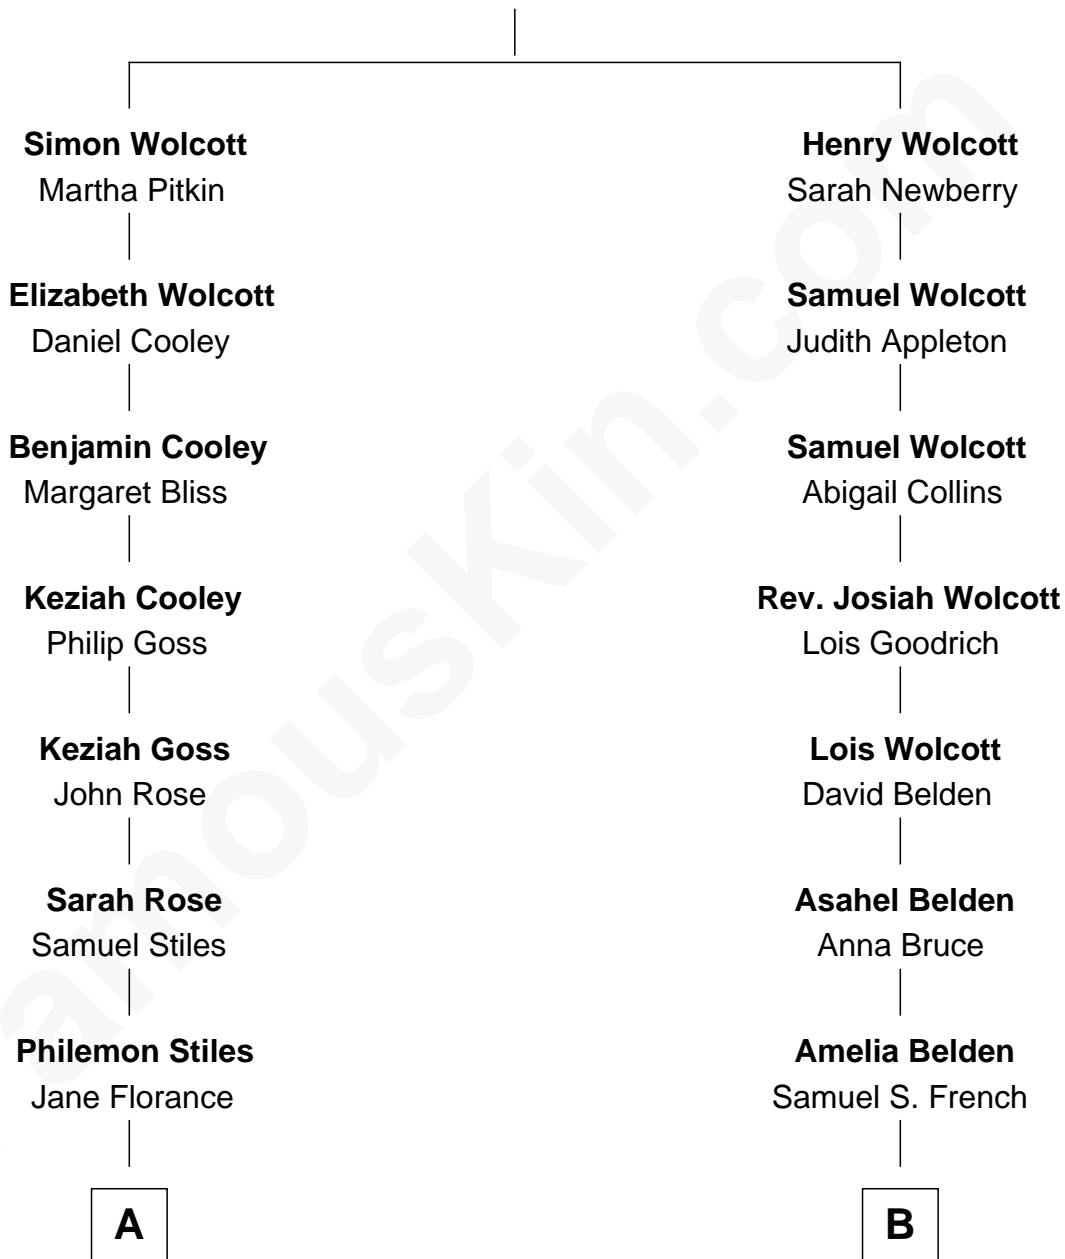 Simon Wolcott
Martha Pitkin
Elizabeth Wolcott
Daniel Cooley
Benjamin Cooley
Margaret Bliss
Keziah Cooley
Philip Goss
Keziah Goss
John Rose
Sarah Rose
Samuel Stiles
Philemon Stiles
Jane Florance
A
Henry Wolcott
Sarah Newberry
Samuel Wolcott
Judith Appleton
Samuel Wolcott
Abigail Collins
Rev. Josiah Wolcott
Lois Goodrich
Lois Wolcott
David Belden
Asahel Belden
Anna Bruce
Amelia Belden
Samuel S. French
B
amousKin.com